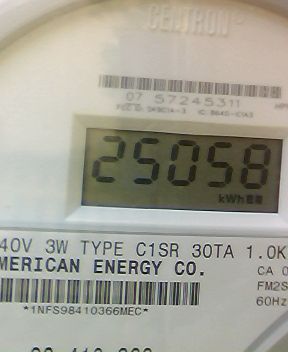 CENTRON®
07 57245311
25058
kWh
40V 3W TYPE C1SR 30TA 1.0K
MERICAN ENERGY CO.
CA 0
FM2S
60Hz
*1NFS98410366MEC*